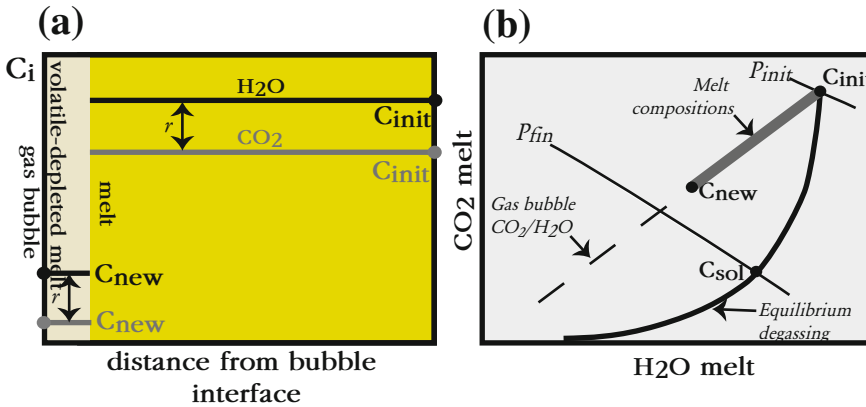 (a)
Ci
volatile-depleted melt
gas bubble
melt
H2O
r
Cinit
CO2
Cinit
Cnew
r
Cnew
distance from bubble
interface
(b)
CO2 melt
Pinit
Cinit
Melt
compositions
Pfin
Cnew
Gas bubble
CO2/H2O
Csol
Equilibrium
degassing
H2O melt